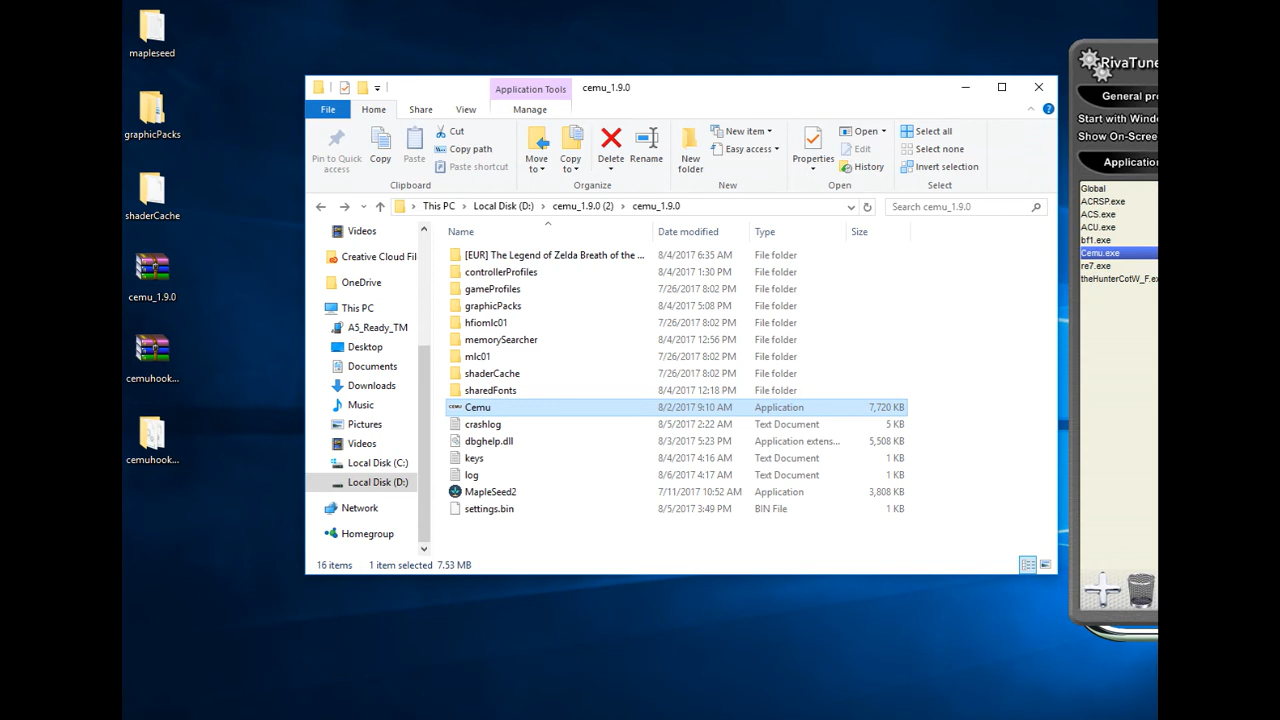 mapleseed
graphicPacks
shaderCache
cemu_1.9.0
cemuhook...
cemuhook...
Application Tools
cemu_1.9.0
File
Home
Share
View
Manage
Pin to Quick access
Copy
Paste
Cut
Copy path
Paste shortcut
Clipboard
Move to
Copy to
Delete
Rename
Organize
New folder
New item
Easy access
New
Properties
Open
Edit
History
Open
Select all
Select none
Invert selection
Select
This PC
Local Disk (D:)
cemu_1.9.0 (2)
cemu_1.9.0
Search cemu_1.9.0
Videos
Creative Cloud Fil
OneDrive
This PC
A5_Ready_TM
Desktop
Documents
Downloads
Music
Pictures
Videos
Local Disk (C:)
Local Disk (D:)
Network
Homegroup
Name Date modified Type Size
[EUR] The Legend of Zelda Breath of the ... 8/4/2017 6:35 AM File folder
controllerProfiles 8/4/2017 1:30 PM File folder
gameProfiles 7/26/2017 8:02 PM File folder
graphicPacks 8/4/2017 5:08 PM File folder
hfiomlc01 7/26/2017 8:02 PM File folder
memorySearcher 8/4/2017 12:56 PM File folder
mlc01 7/26/2017 8:02 PM File folder
shaderCache 7/26/2017 8:02 PM File folder
sharedFonts 8/4/2017 12:18 PM File folder
CEMU Cemu 8/2/2017 9:10 AM Application 7,720 KB
crashlog 8/5/2017 2:22 AM Text Document 5 KB
dbghelp.dll 8/3/2017 5:23 PM Application extens... 5,508 KB
keys 8/4/2017 4:16 AM Text Document 1 KB
log 8/6/2017 4:17 AM Text Document 1 KB
MapleSeed2 7/11/2017 10:52 AM Application 3,808 KB
settings.bin 8/5/2017 3:49 PM BIN File 1 KB
16 items 1 item selected 7.53 MB
RivaTune
General pro
Start with Windo
Show On-Scree
Application
Global
ACRSP.exe
ACS.exe
ACU.exe
bf1.exe
Cemu.exe
re7.exe
theHunterCotW_F.ex